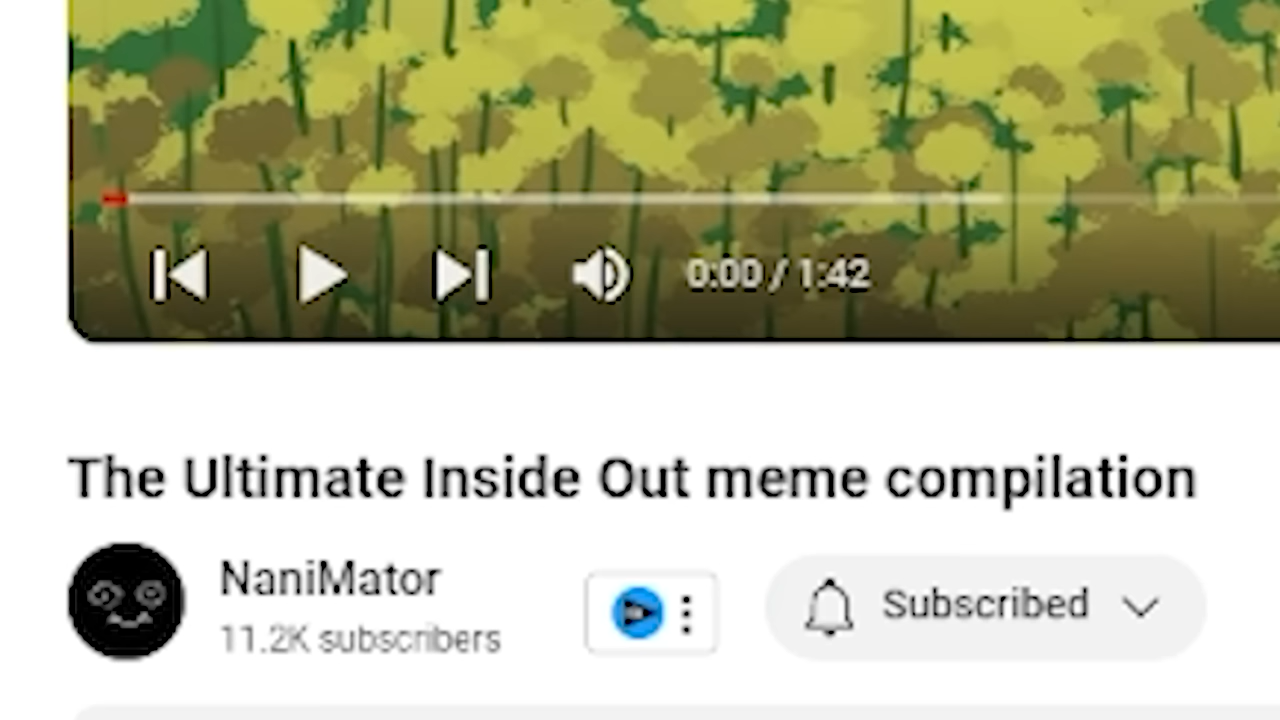 0:00 / 1:42
The Ultimate Inside Out meme compilation
NaniMator
11.2K subscribers
Subscribed